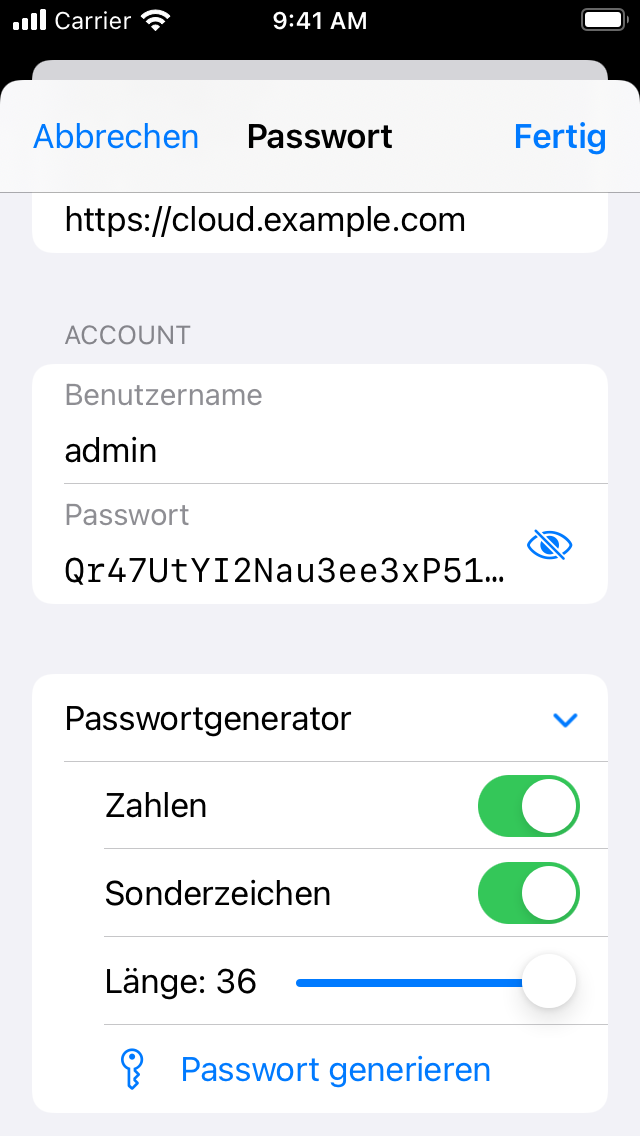 Carrier 9:41 AM
Abbrechen Passwort Fertig
https://cloud.example.com
ACCOUNT
Benutzername
admin
Passwort
Qr47UtYI2Nau3ee3xP51…
Passwortgenerator
Zahlen
Sonderzeichen
Länge: 36
Passwort generieren